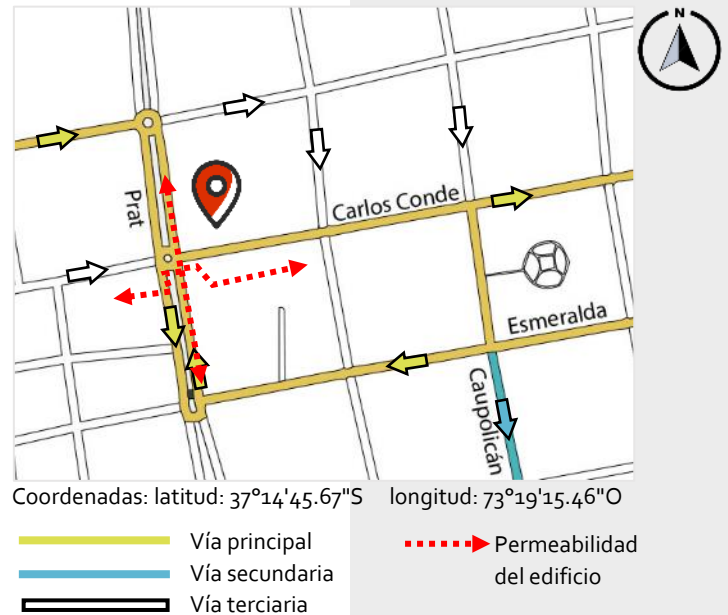 N
Prat
Carlos Conde
Esmeralda
Caupolicán
Coordenadas: latitud: 37°14'45.67"S longitud: 73°19'15.46"O
Vía principal
Vía secundaria
Vía terciaria
Permeabilidad
del edificio